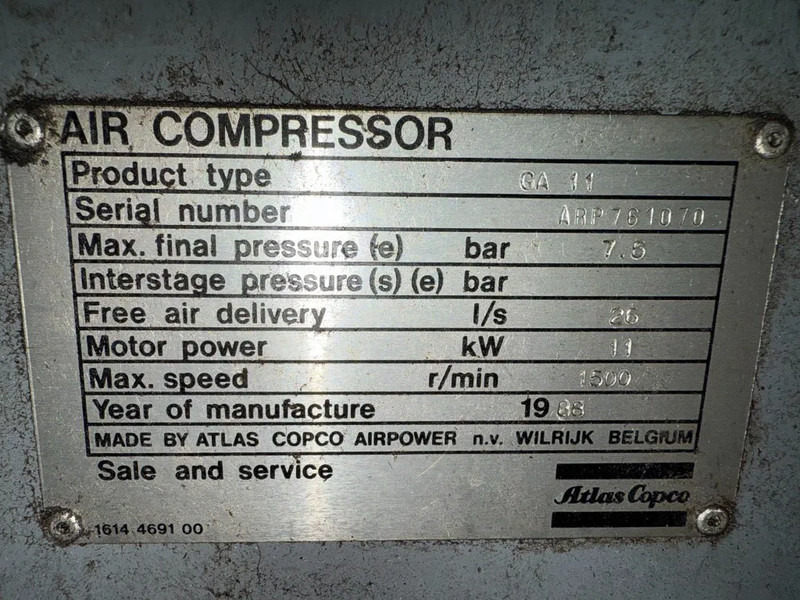 AIR COMPRESSOR
Product type GA 11
Serial number ARP761070
Max. final pressure (e) bar
Interstage pressure (s) (e) bar
Free air delivery l/s 26
Motor power kW 11
Max. speed r/min 1500
Year of manufacture 1988
MADE BY ATLAS COPCO AIRPOWER n.v. WILRIJK BELGIUM
Sale and service
Atlas Copco
1614 4691 00